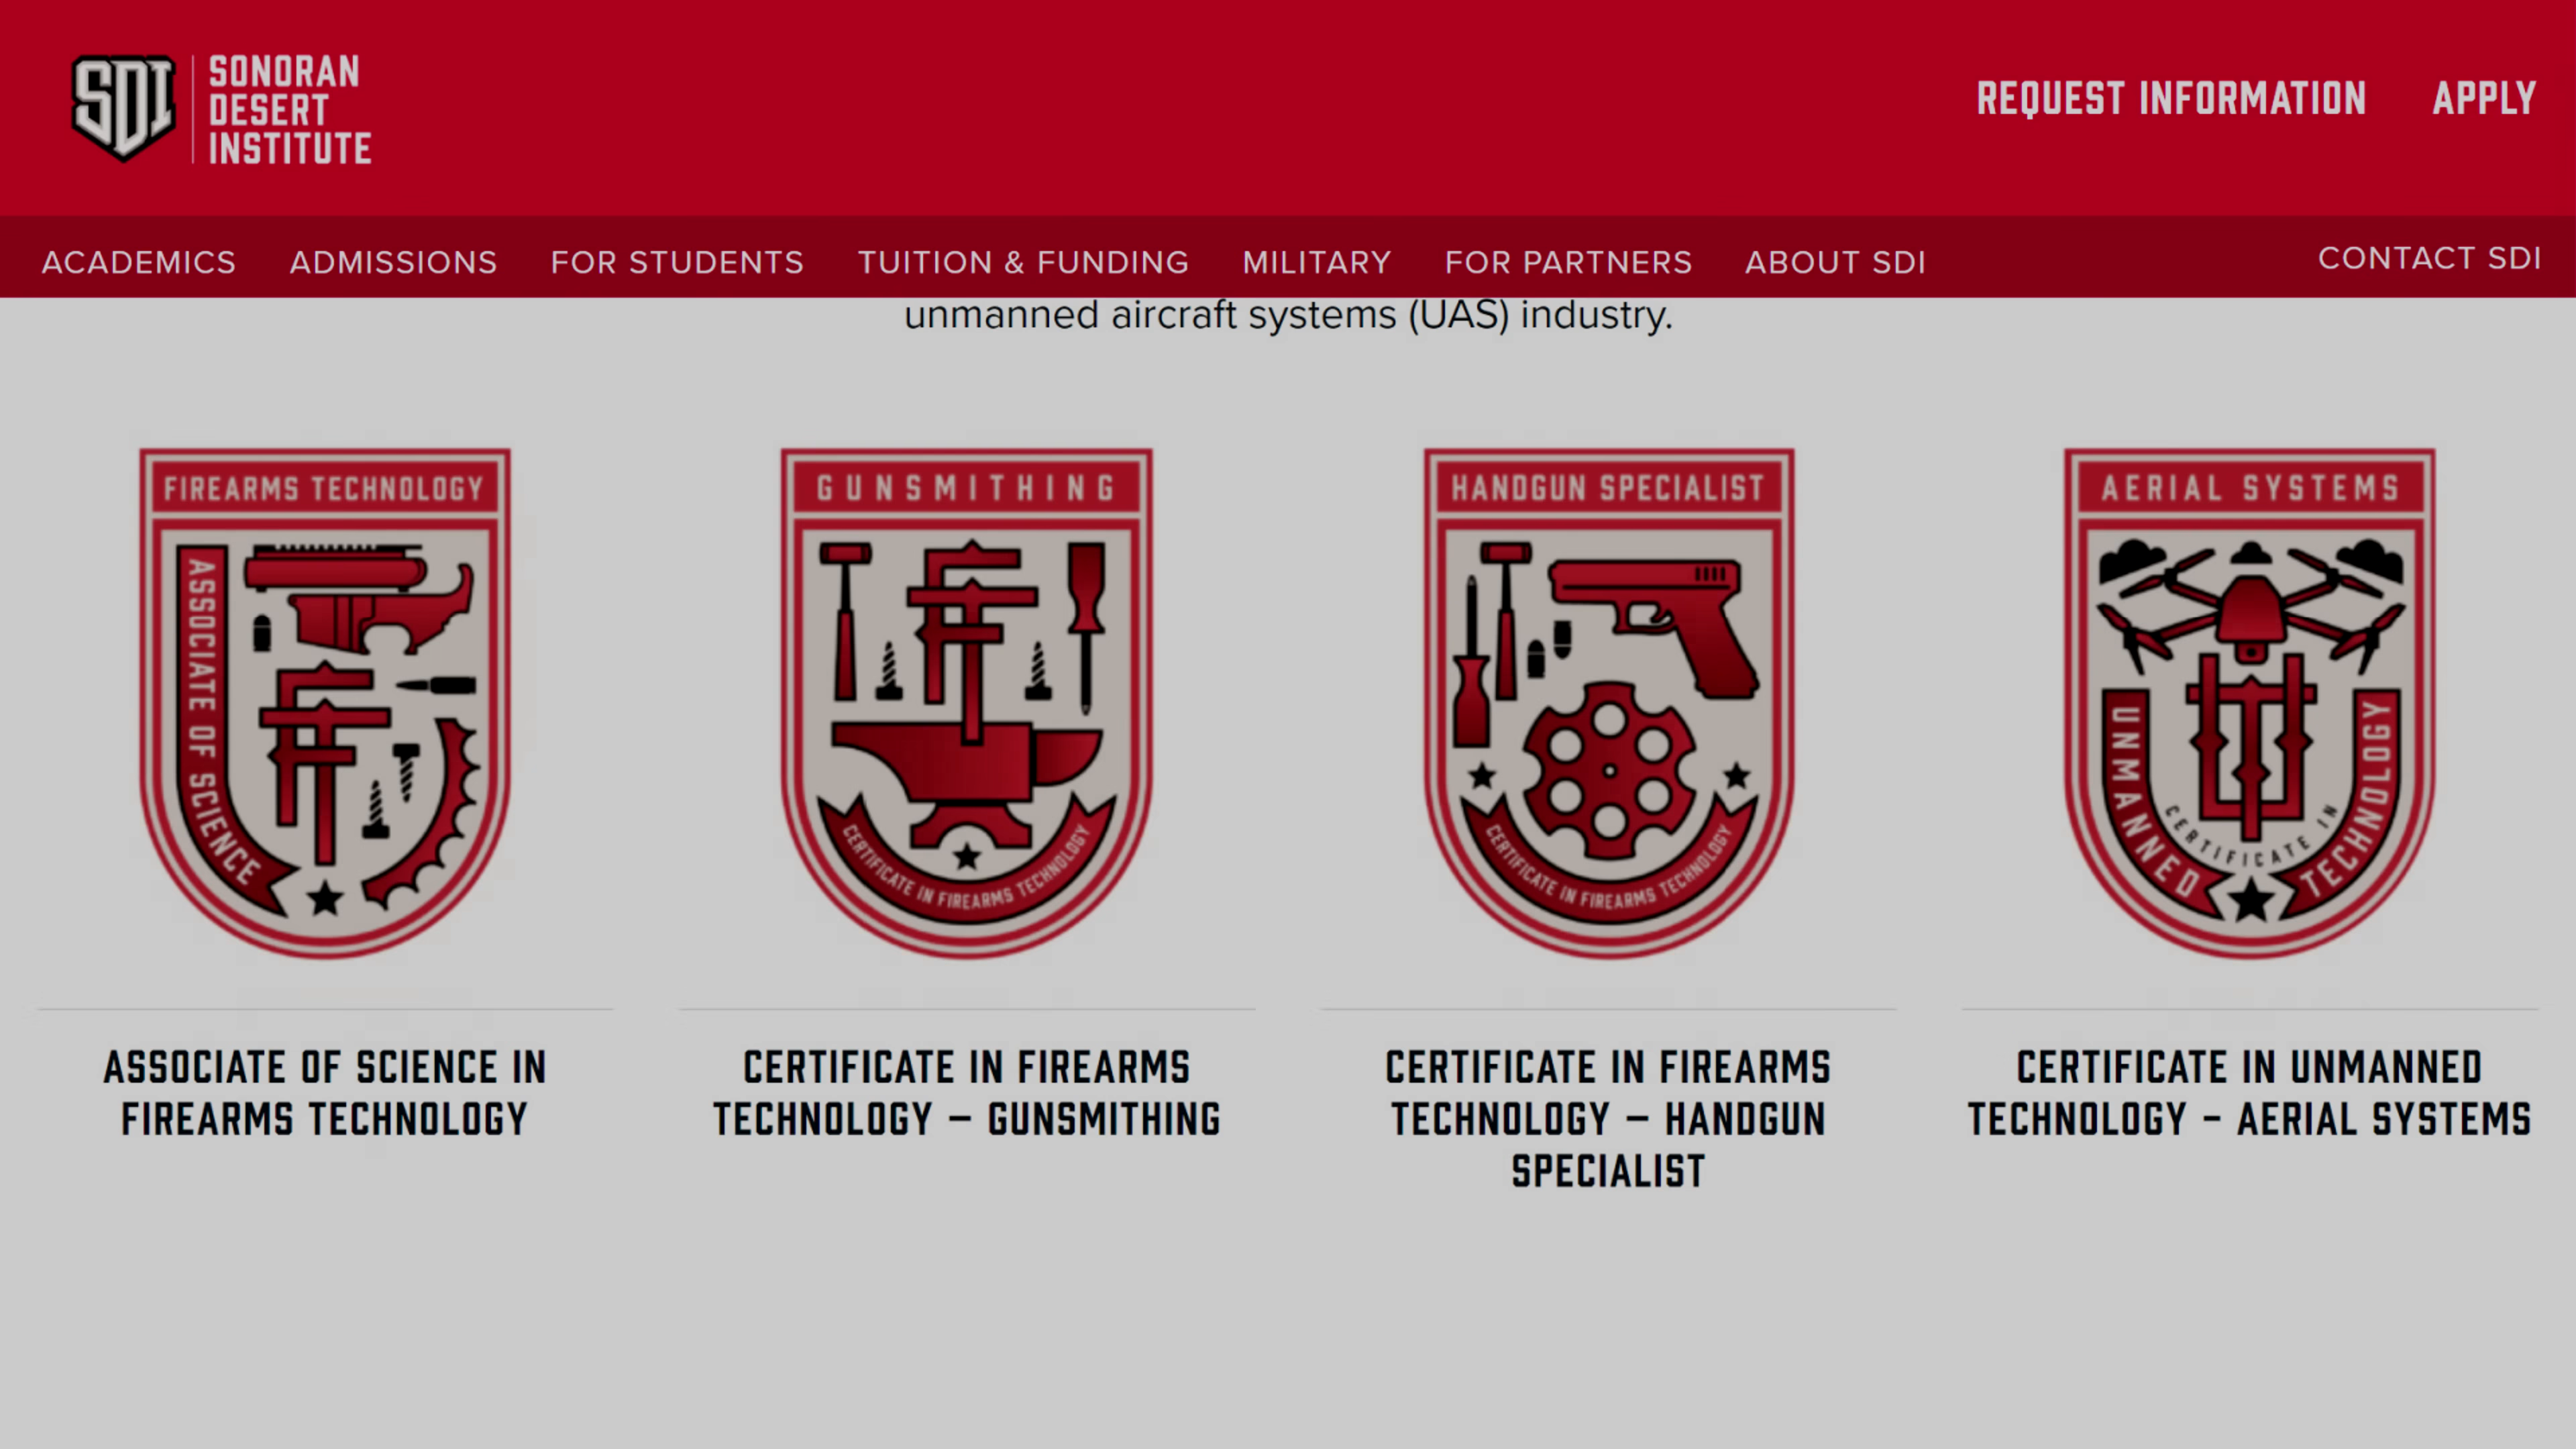 SDI
SONORAN
DESERT
INSTITUTE
REQUEST INFORMATION
APPLY
ACADEMICS
ADMISSIONS
FOR STUDENTS
TUITION & FUNDING
MILITARY
FOR PARTNERS
ABOUT SDI
CONTACT SDI
unmanned aircraft systems (UAS) industry.
FIREARMS TECHNOLOGY
ASSOCIATE OF SCIENCE
ASSOCIATE OF SCIENCE IN
FIREARMS TECHNOLOGY
GUNSMITHING
CERTIFICATE IN FIREARMS TECHNOLOGY
CERTIFICATE IN FIREARMS
TECHNOLOGY – GUNSMITHING
HANDGUN SPECIALIST
CERTIFICATE IN FIREARMS TECHNOLOGY
CERTIFICATE IN FIREARMS
TECHNOLOGY – HANDGUN
SPECIALIST
AERIAL SYSTEMS
CERTIFICATE IN
UNMANNED
TECHNOLOGY
CERTIFICATE IN UNMANNED
TECHNOLOGY - AERIAL SYSTEMS